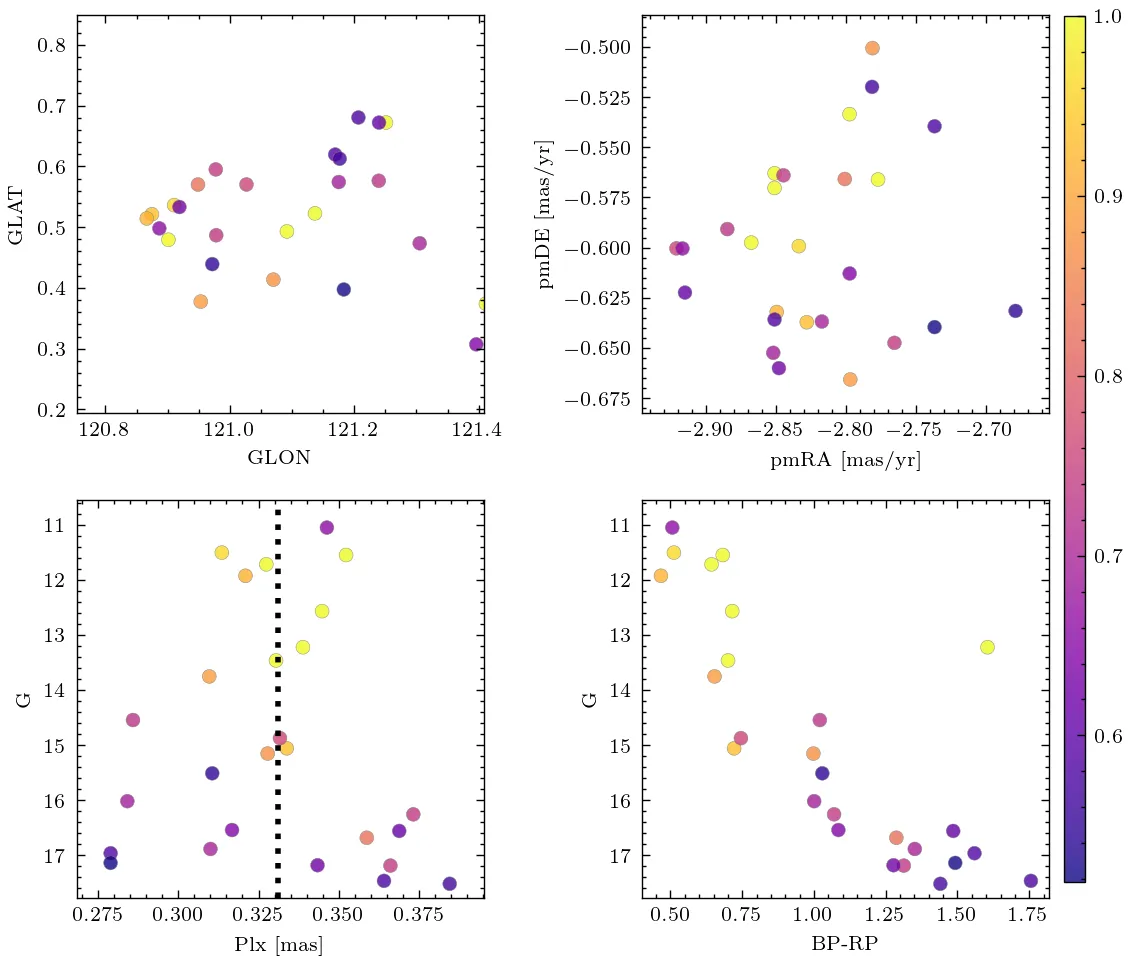 0.8
0.7
0.6
0.5
0.4
0.3
0.2
GLAT
120.8 121.0 121.2 121.4
GLON
−0.500
−0.525
−0.550
−0.575
−0.600
−0.625
−0.650
−0.675
pmDE [mas/yr]
−2.90 −2.85 −2.80 −2.75 −2.70
pmRA [mas/yr]
1.0
0.9
0.8
0.7
0.6
11
12
13
14
15
16
17
G
0.275 0.300 0.325 0.350 0.375
Plx [mas]
11
12
13
14
15
16
17
G
0.50 0.75 1.00 1.25 1.50 1.75
BP-RP